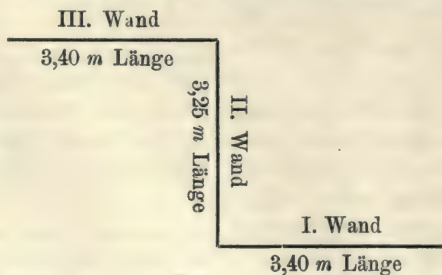 III. Wand
3,40 m Länge
II. Wand
3,25 m Länge
I. Wand
3,40 m Länge